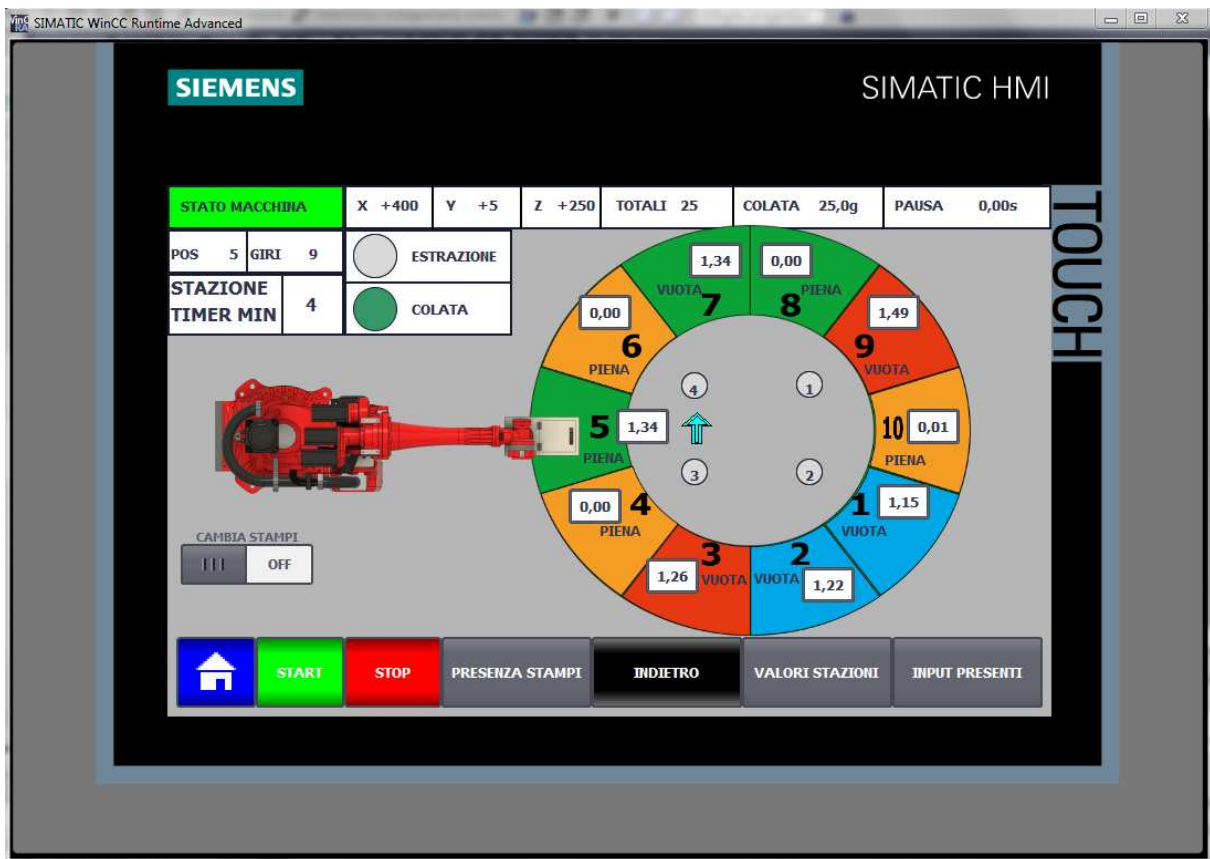 SIMATIC WinCC Runtime Advanced
SIEMENS
SIMATIC HMI
TOUCH
STATO MACCHINA
X +400
Y +5
Z +250
TOTALI 25
COLATA 25,0g
PAUSA 0,00s
POS 5
GIRI 9
ESTRAZIONE
STAZIONE
TIMER MIN
4
COLATA
1,34
VUOTA
7
0,00
PIENA
8
0,00
6
PIENA
1,49
9
VUOTA
4
1
5
1,34
PIENA
10
0,01
PIENA
3
2
0,00
4
PIENA
1
1,15
VUOTA
3
1,26
VUOTA
2
VUOTA
1,22
CAMBIA STAMPI
OFF
START
STOP
PRESENZA STAMPI
INDIETRO
VALORI STAZIONI
INPUT PRESENTI